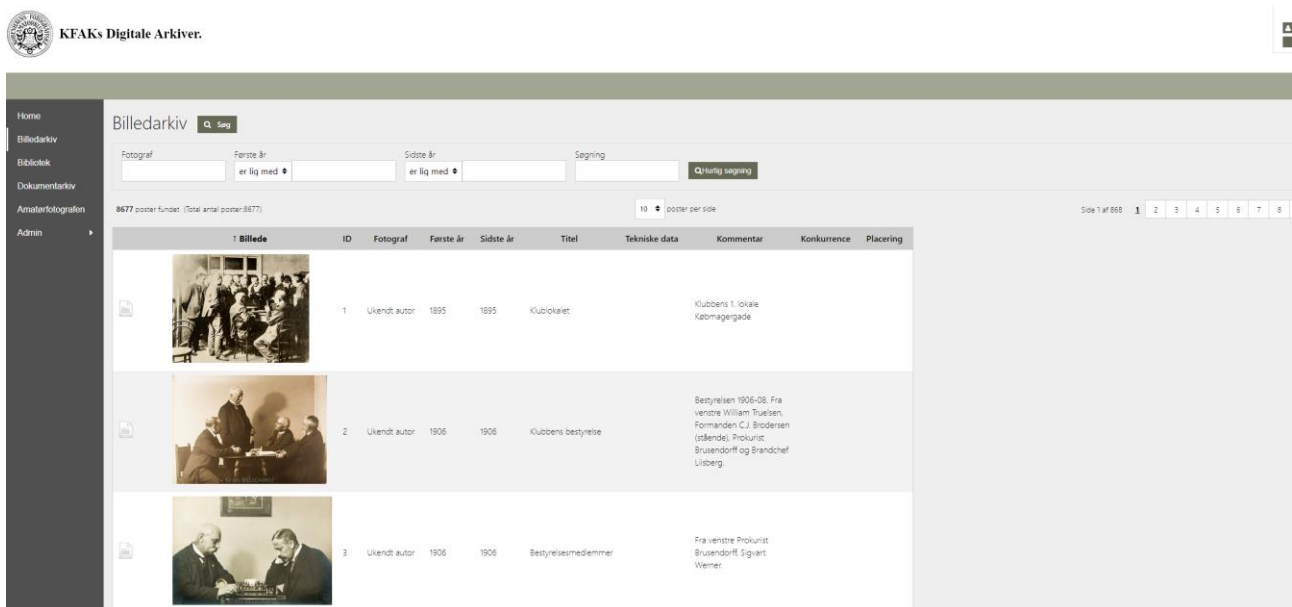 KFAKs Digitale Arkiver.
Home
Billedarkiv
Bibliotek
Dokumentarkiv
Amatørfotografen
Admin
Billedarkiv Søg
Fotograf Første år Sidste år Søgning
er lig med er lig med Hurtig søgning
8677 poster fundet. (Total antal poster:8677) 10 poster per side Side 1 af 868 1 2 3 4 5 6 7 8
↑ Billede ID Fotograf Første år Sidste år Titel Tekniske data Kommentar Konkurrence Placering
1 Ukendt autor 1895 1895 Klublokalet
Klubbens 1. lokale
Købmagergade
2 Ukendt autor 1906 1906 Klubbens bestyrelse
Bestyrelsen 1906-08. Fra
venstre William Truelsen,
Formanden C.J. Brodersen
(stående), Prokurist
Brusendorff og Brandchef
Liisberg.
3 Ukendt autor 1906 1906 Bestyrelsesmedlemmer
Fra venstre Prokurist
Brusendorff, Sigvart
Werner.